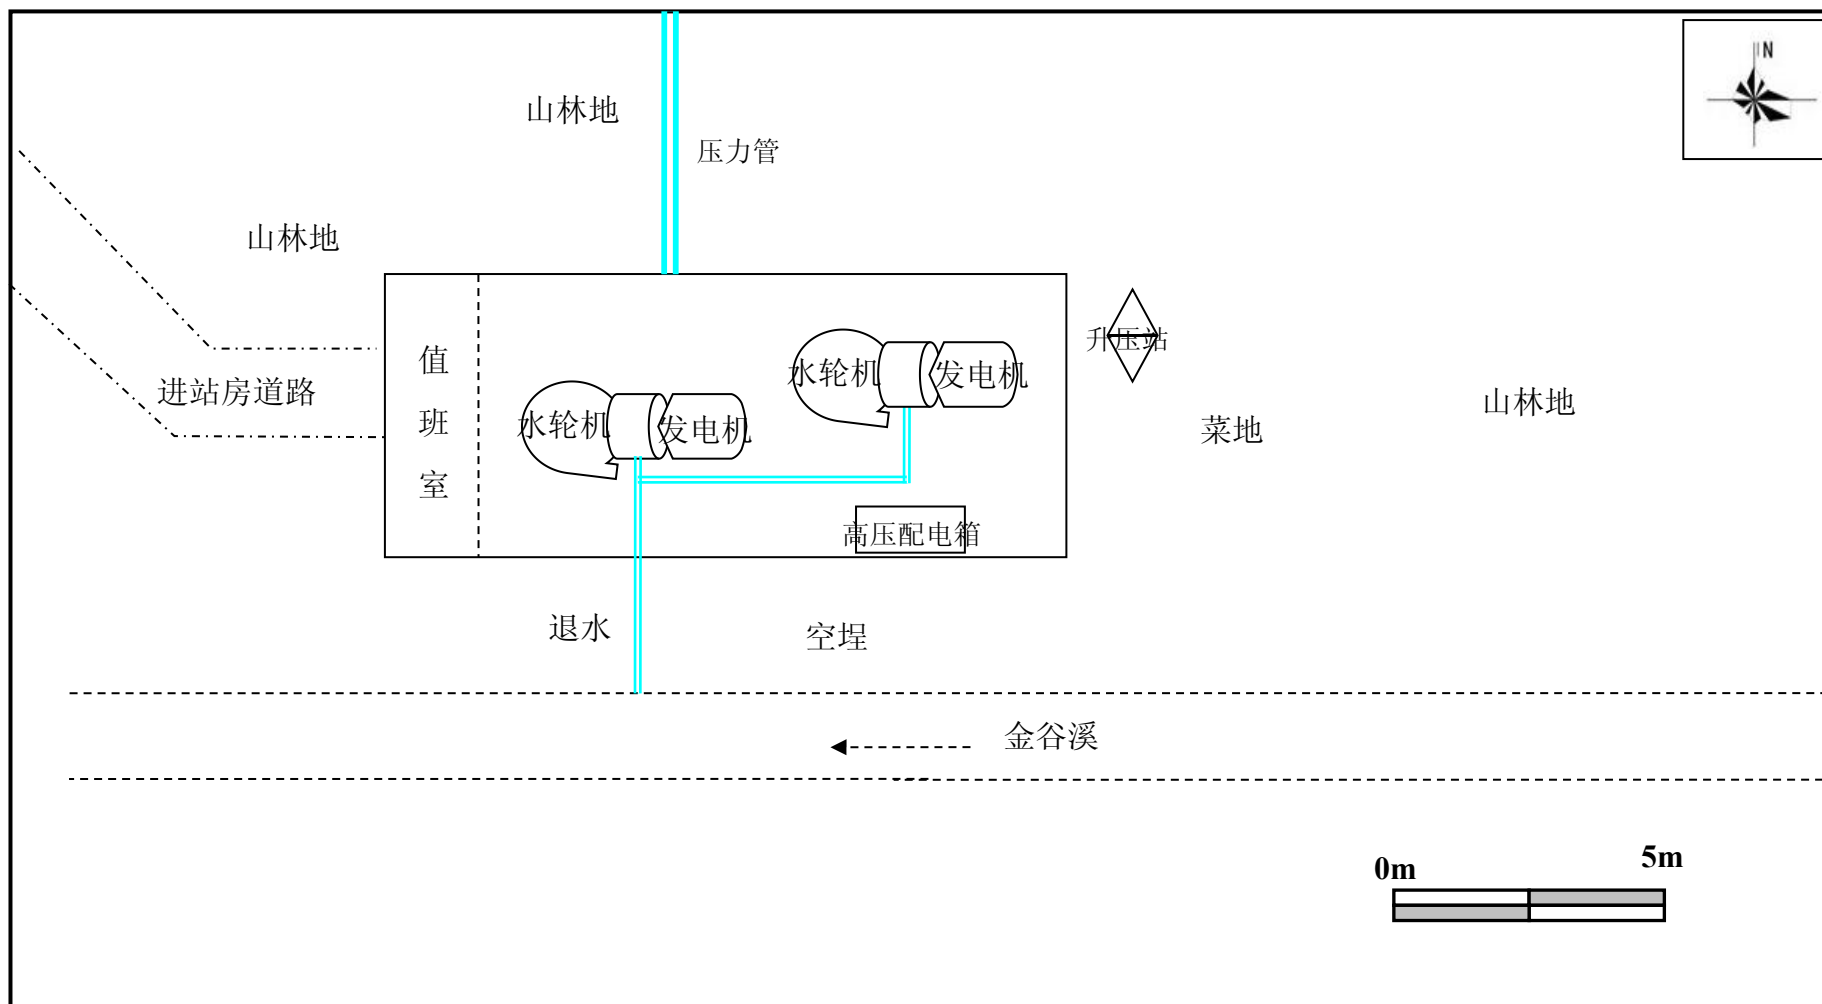 N
山林地
压力管
山林地
值
班
室
进站房道路
水轮机
发电机
水轮机
发电机
升压站
山林地
菜地
高压配电箱
退水
空埕
金谷溪
0m
5m